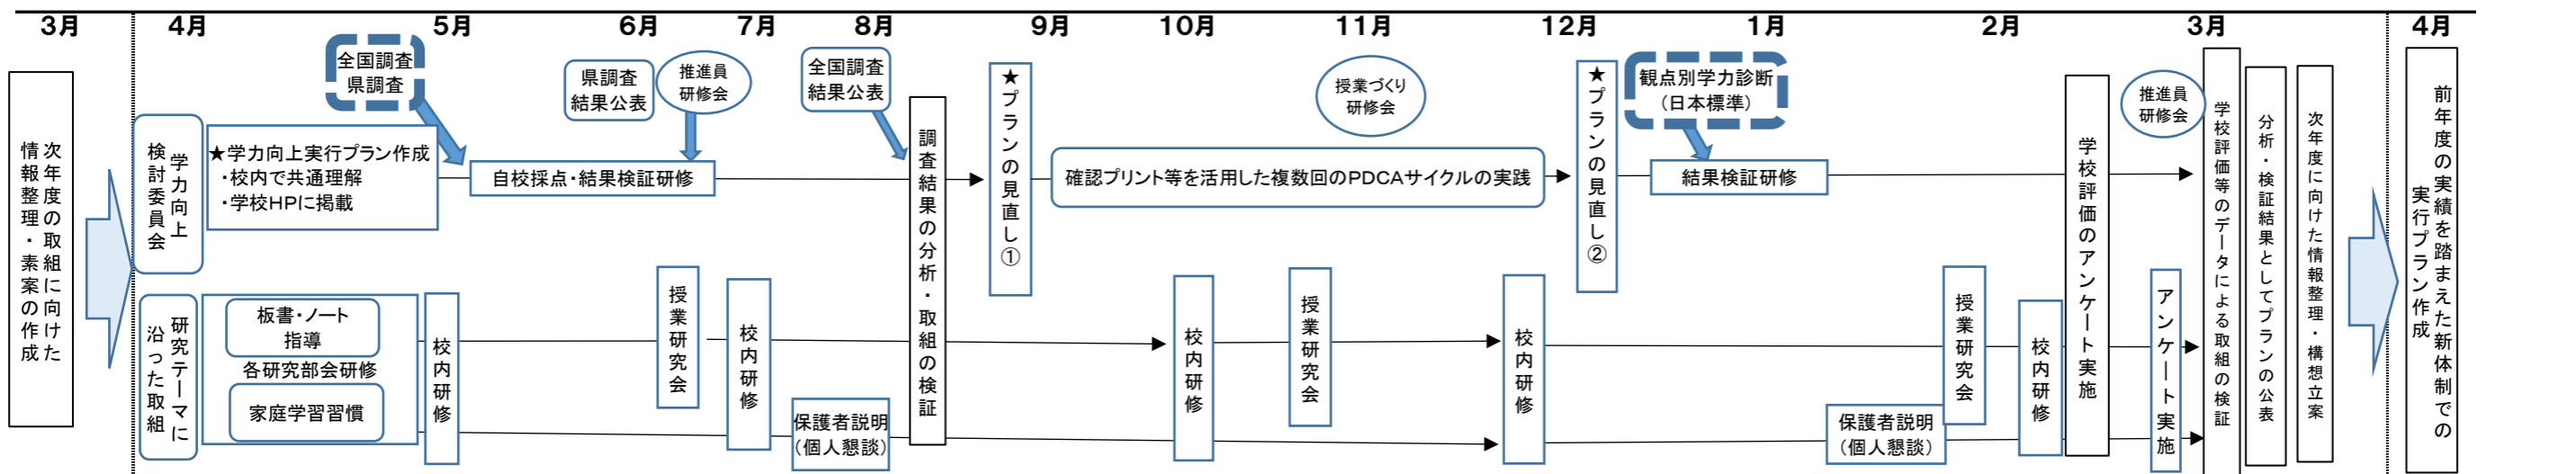 3月
4月
5月
6月
7月
8月
9月
10月
11月
12月
1月
2月
3月
4月
次年度の取組に向けた
情報整理・素案の作成
学力向上
検討委員会
★学力向上実行プラン作成
・校内で共通理解
・学校HPに掲載
全国調査
県調査
自校採点・結果検証研修
県調査
結果公表
推進員
研修会
全国調査
結果公表
調査結果の分析・取組の検証
★プランの見直し①
確認プリント等を活用した複数回のPDCAサイクルの実践
授業づくり
研修会
★プランの見直し②
観点別学力診断
(日本標準)
結果検証研修
学校評価のアンケート実施
推進員
研修会
学校評価等のデータによる取組の検証
分析・検証結果としてプランの公表
次年度に向けた情報整理・構想立案
前年度の実績を踏まえた新体制での
実行プラン作成
研究テーマに
沿った取組
板書・ノート
指導
各研究部会研修
家庭学習習慣
校内研修
授業研究会
校内研修
保護者説明
(個人懇談)
校内研修
授業研究会
校内研修
保護者説明
(個人懇談)
授業研究会
校内研修
アンケート実施